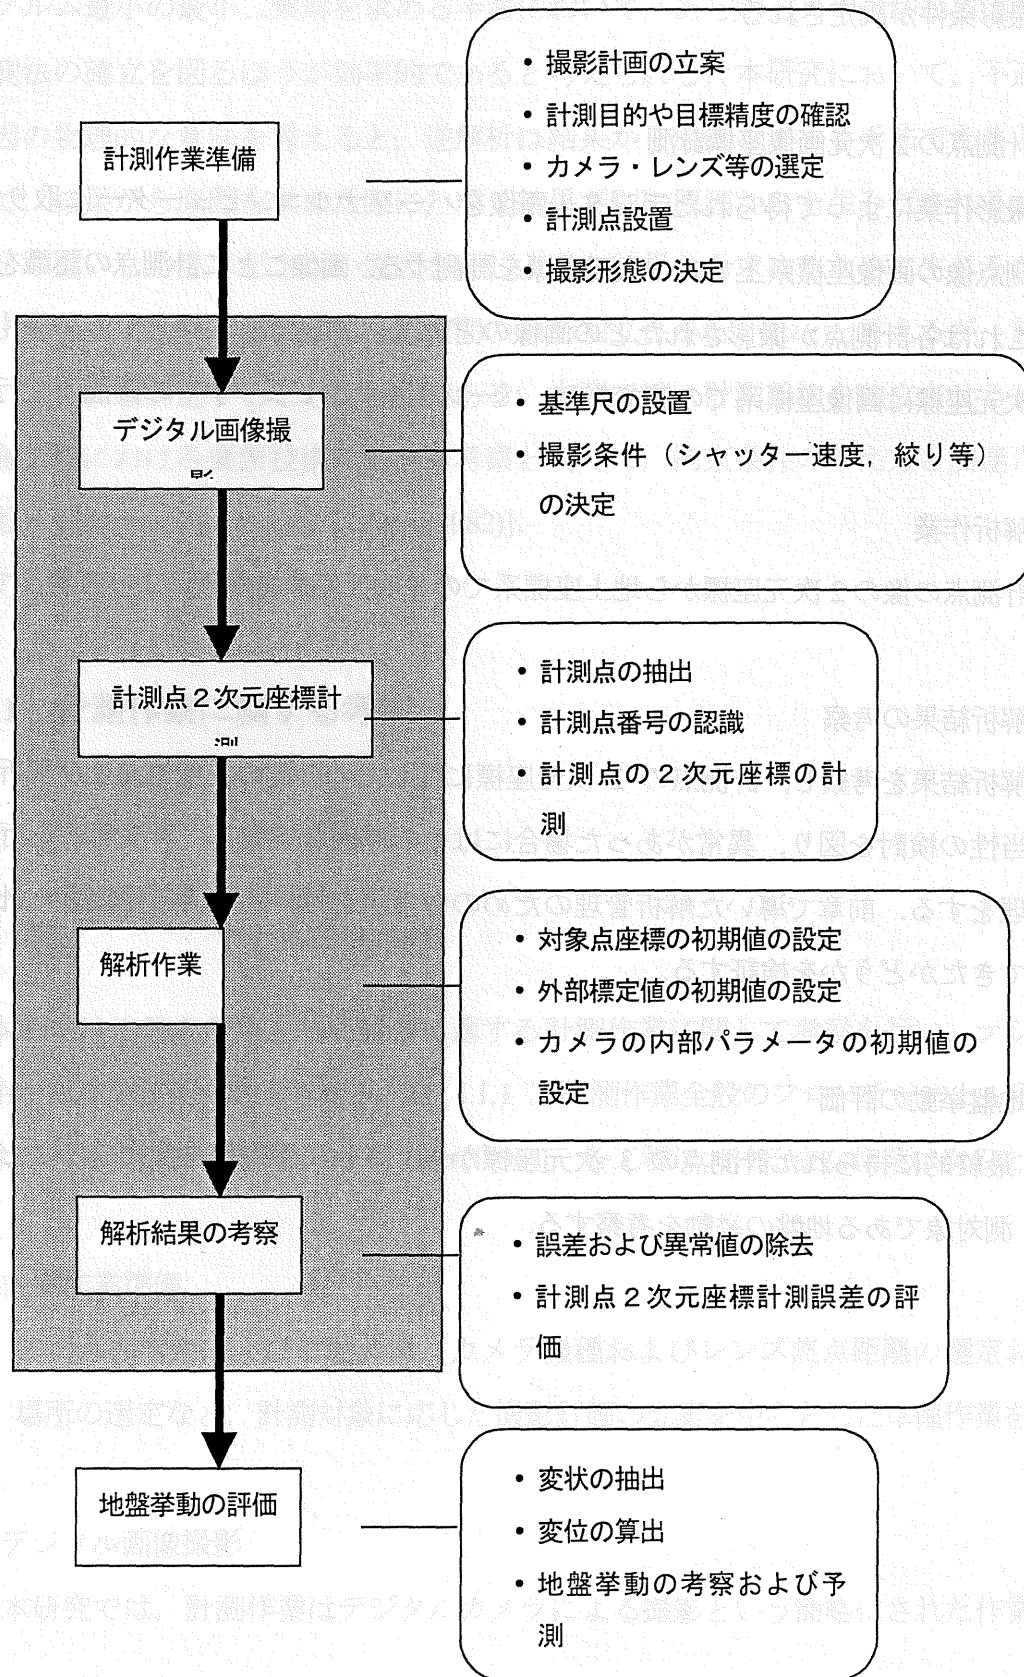 計測作業準備
・撮影計画の立案
・計測目的や目標精度の確認
・カメラ・レンズ等の選定
・計測点設置
・撮影形態の決定
デジタル画像撮
影
・基準尺の設置
・撮影条件（シャッター速度，絞り等）
の決定
計測点２次元座標計
測
・計測点の抽出
・計測点番号の認識
・計測点の２次元座標の計
測
解析作業
・対象点座標の初期値の設定
・外部標定値の初期値の設定
・カメラの内部パラメータの初期値の
設定
解析結果の考察
・誤差および異常値の除去
・計測点２次元座標計測誤差の評
価
地盤挙動の評価
・変状の抽出
・変位の算出
・地盤挙動の考察および予
測